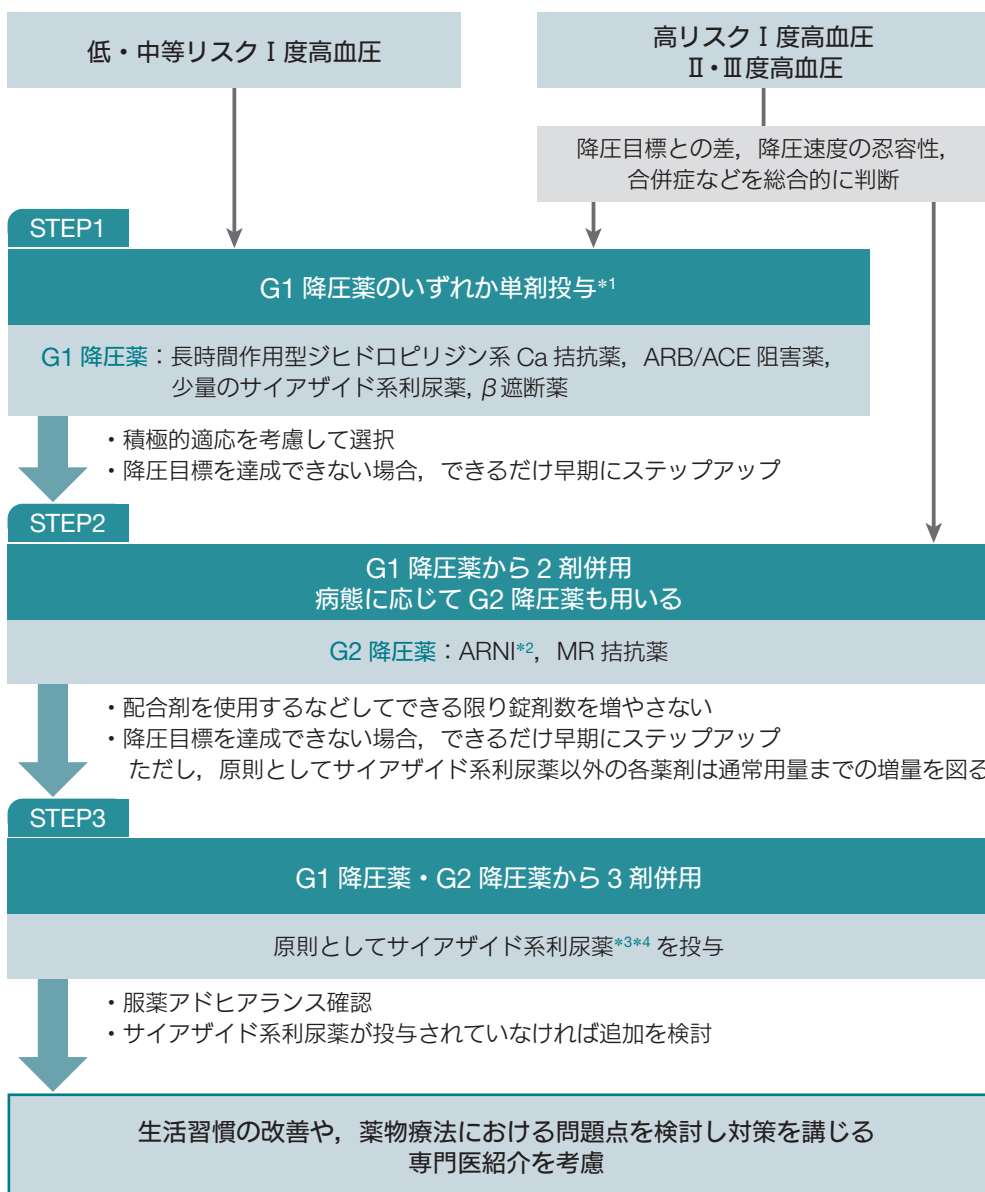 低・中等リスクⅠ度高血圧
高リスクⅠ度高血圧
Ⅱ・Ⅲ度高血圧
降圧目標との差，降圧速度の忍容性，
合併症などを総合的に判断
STEP1
G1 降圧薬のいずれか単剤投与*1
G1 降圧薬：長時間作用型ジヒドロピリジン系 Ca 拮抗薬，ARB/ACE 阻害薬，
少量のサイアザイド系利尿薬，β遮断薬
・積極的適応を考慮して選択
・降圧目標を達成できない場合，できるだけ早期にステップアップ
STEP2
G1 降圧薬から 2 剤併用
病態に応じて G2 降圧薬も用いる
G2 降圧薬：ARNI*2，MR 拮抗薬
・配合剤を使用するなどしてできる限り錠剤数を増やさない
・降圧目標を達成できない場合，できるだけ早期にステップアップ
ただし，原則としてサイアザイド系利尿薬以外の各薬剤は通常用量までの増量を図る
STEP3
G1 降圧薬・G2 降圧薬から 3 剤併用
原則としてサイアザイド系利尿薬*3*4 を投与
・服薬アドヒアランス確認
・サイアザイド系利尿薬が投与されていなければ追加を検討
生活習慣の改善や，薬物療法における問題点を検討し対策を講じる
専門医紹介を考慮